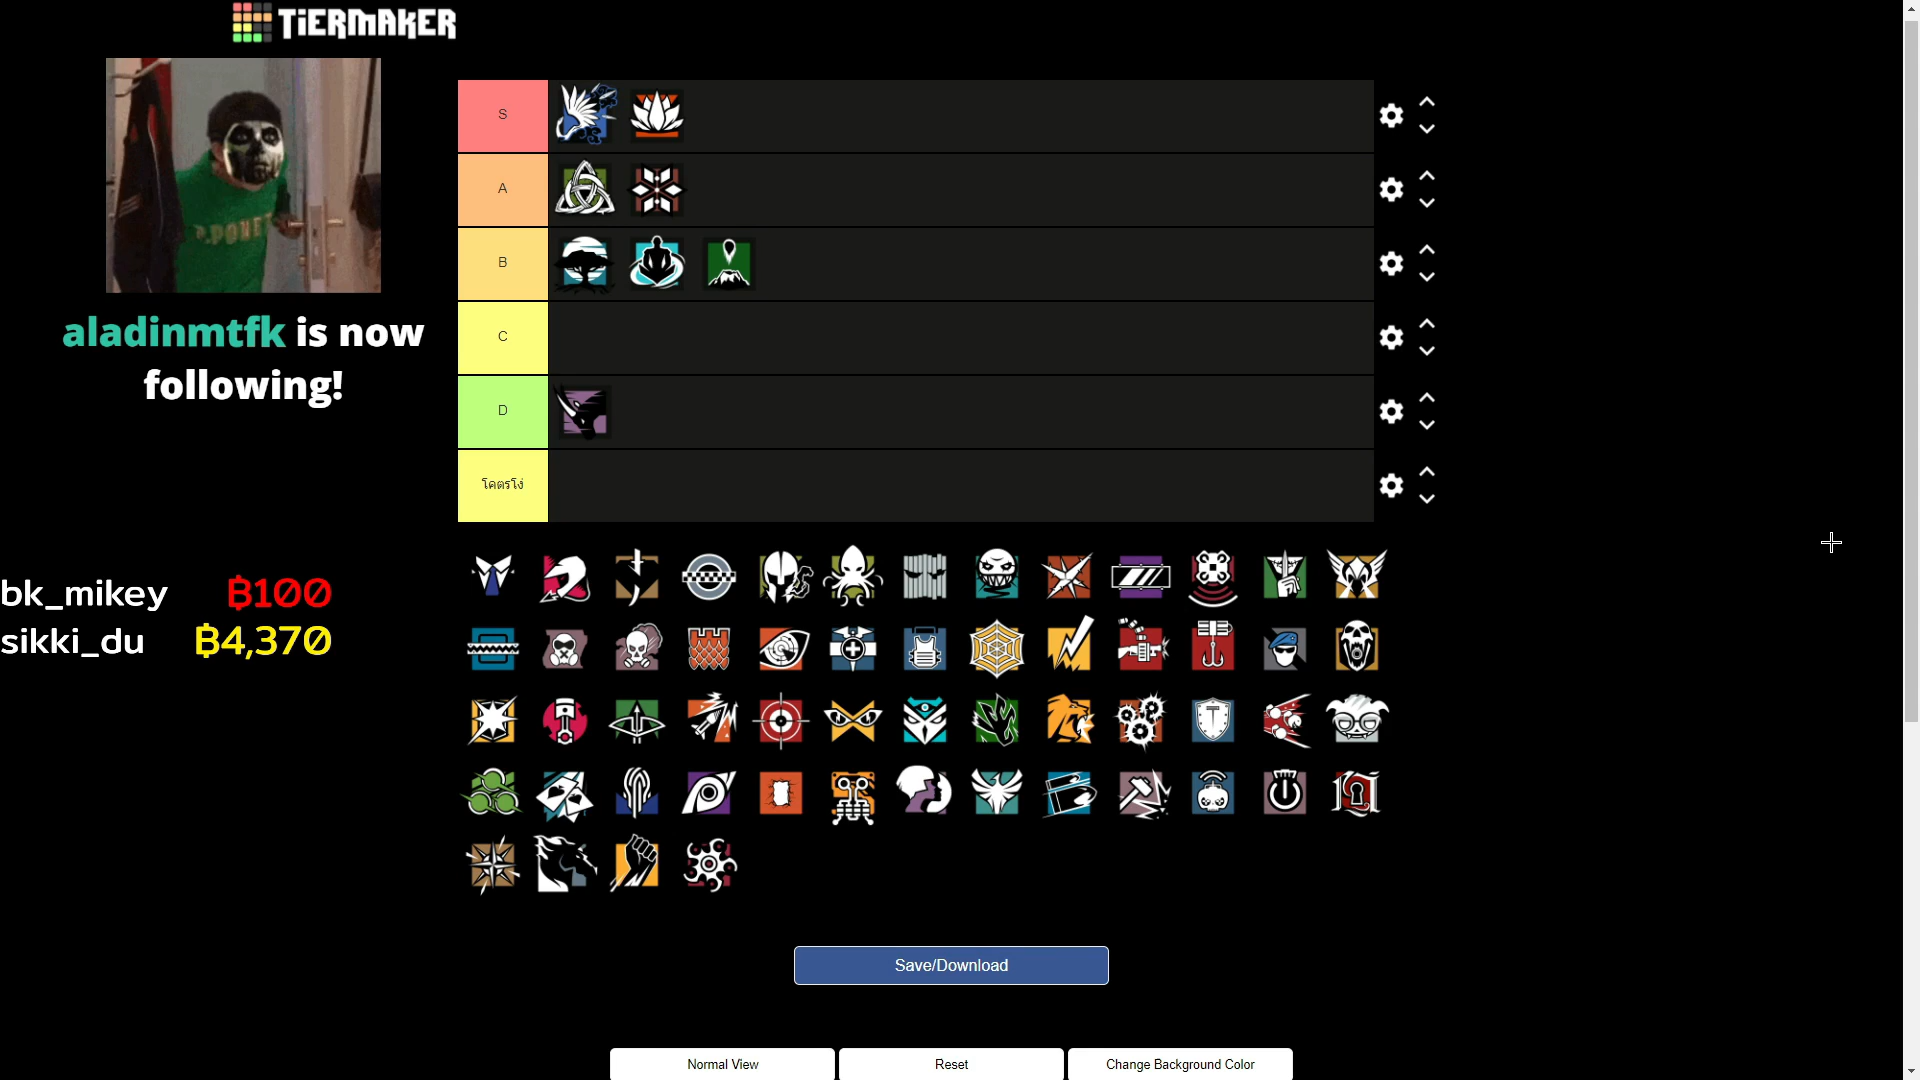 TiERMAKER
S
A
aladinmtfk is now
following!
B
C
D
โคตรโง่
bk_mikey ฿100
sikki_du ฿4,370
Save/Download
Normal View
Reset
Change Background Color